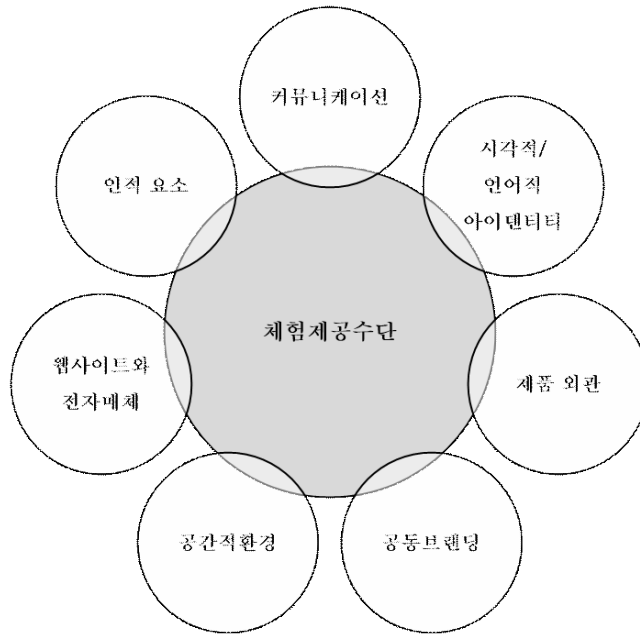 커뮤니케이션
시각적/
언어적
아이덴티티
제품 외관
공동브랜딩
공간적환경
웹사이트와
전자매체
인적 요소
체험제공수단